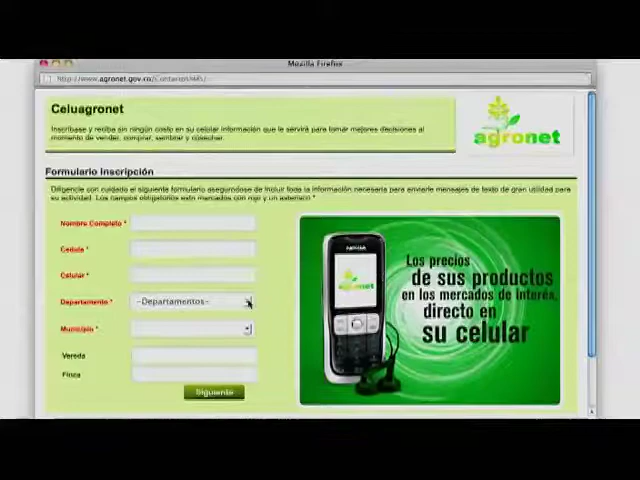 Mozilla Firefox
http://www.agronet.gov.co/
Celuagronet
Inscríbase y reciba sin ningún costo en su celular información que le servirá para tomar mejores decisiones al
momento de vender, comprar, sembrar y cosechar.
agronet
Formulario Inscripción
Diligencie con cuidado el siguiente formulario asegurandose de incluir toda la información necesaria para enviarle mensajes de texto de gran utilidad para
su actividad. Los campos obligatorios estn marcados con rojo y un asterisco *
Nombre Completo *
Cedula *
Celular *
Departamento *
-Departamentos-
Municipio *
Vereda
Finca
Siguiente
NOKIA
agronet
Los precios
de sus productos
en los mercados de interés,
directo en
su celular